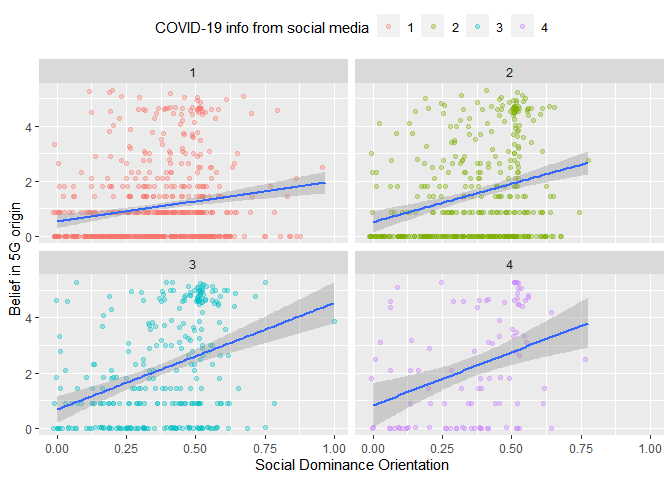 COVID-19 info from social media 1 2 3 4
1 2
4
2
0
Belief in 5G origin
3 4
4
2
0
0.00 0.25 0.50 0.75 1.00 0.00 0.25 0.50 0.75 1.00
Social Dominance Orientation